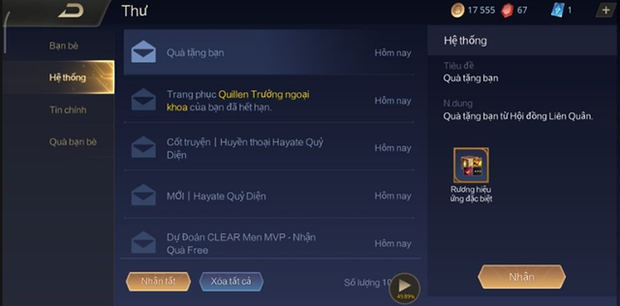 Thư
17 555
67
1
Bạn bè
Hệ thống
Tin chính
Quà bạn bè
Quà tặng bạn
Hôm nay
Trang phục Quillen Trưởng ngoại
khoa của bạn đã hết hạn.
Hôm nay
Cốt truyện | Huyền thoại Hayate Quỷ
Diện
Hôm nay
MỚI | Hayate Quỷ Diện
Hôm nay
Dự Đoán CLEAR Men MVP - Nhận
Quà Free
Hôm nay
Nhận tất
Xóa tất cả
Số lượng
Hệ thống
Tiêu đề
Quà tặng bạn
N.dung
Quà tặng bạn từ Hội đồng Liên Quân.
Rương hiệu
ứng đặc biệt
Nhận